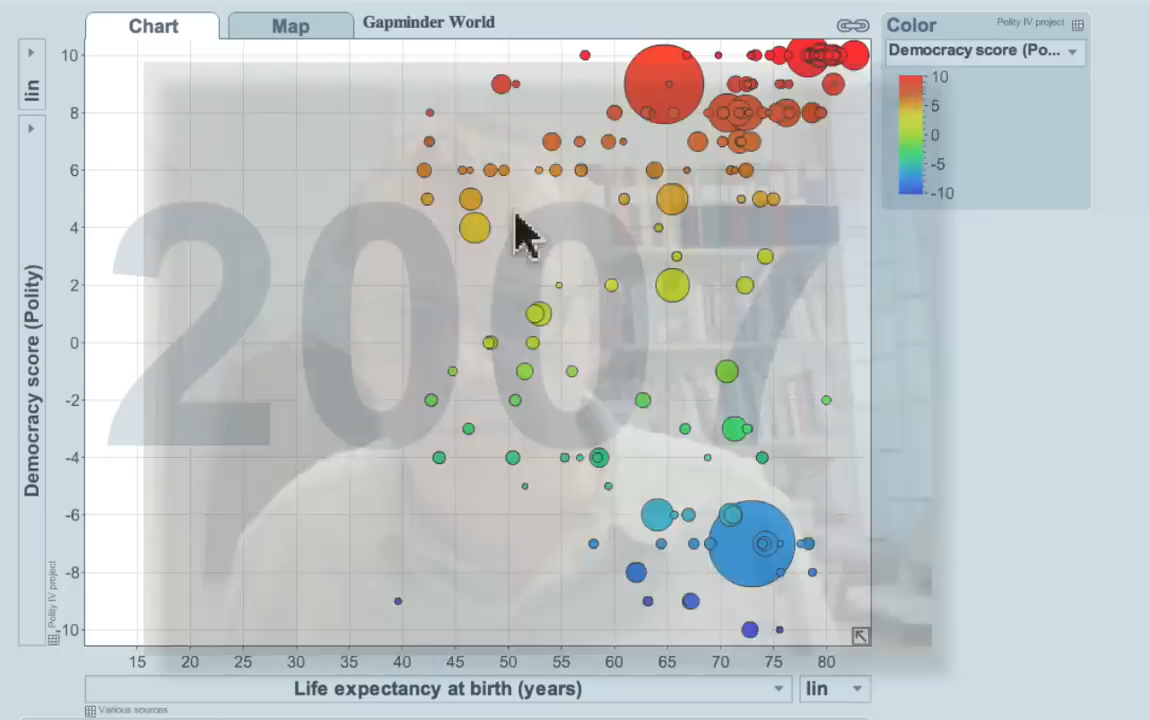 Chart
Map
Gapminder World
Color
Polity IV project
Democracy score (Po...
10
5
0
-5
-10
lin
Democracy score (Polity)
Polity IV project
10
8
6
4
2
0
-2
-4
-6
-8
10
2007
15 20 25 30 35 40 45 50 55 60 65 70 75 80
Life expectancy at birth (years)
lin
Various sources